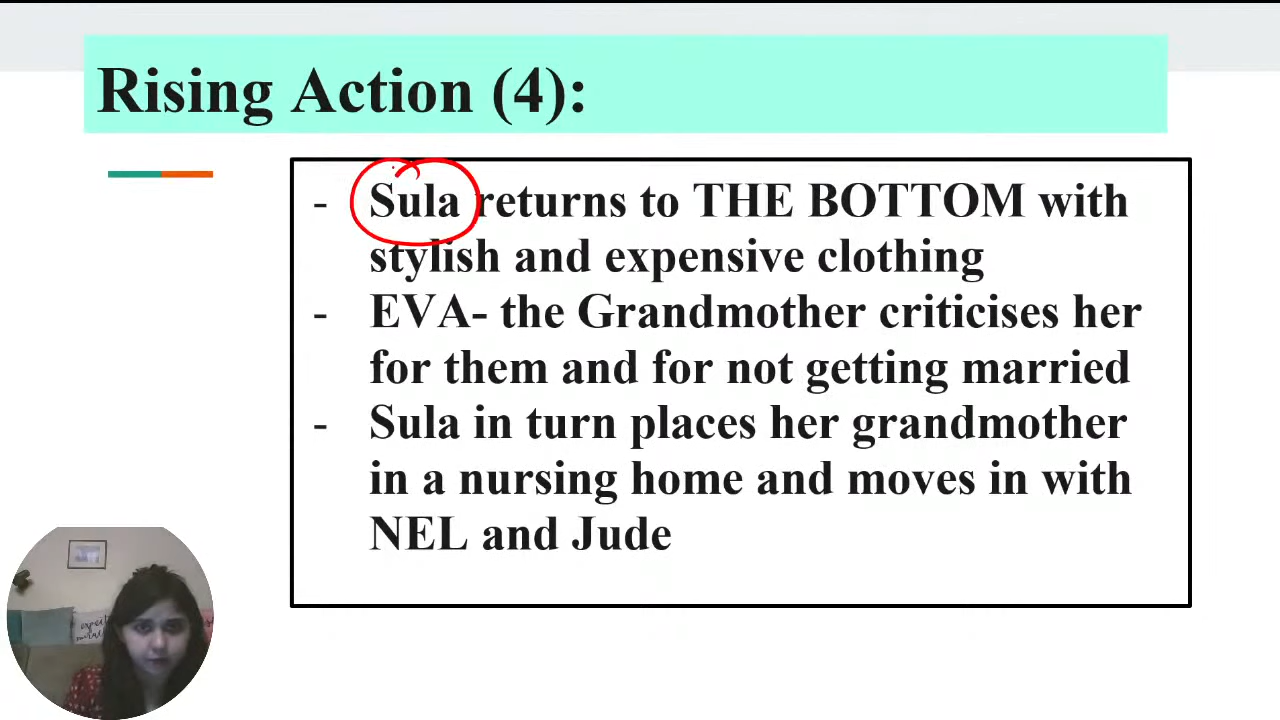 Rising Action (4):
- Sula returns to THE BOTTOM with
stylish and expensive clothing
- EVA- the Grandmother criticises her
for them and for not getting married
- Sula in turn places her grandmother
in a nursing home and moves in with
NEL and Jude